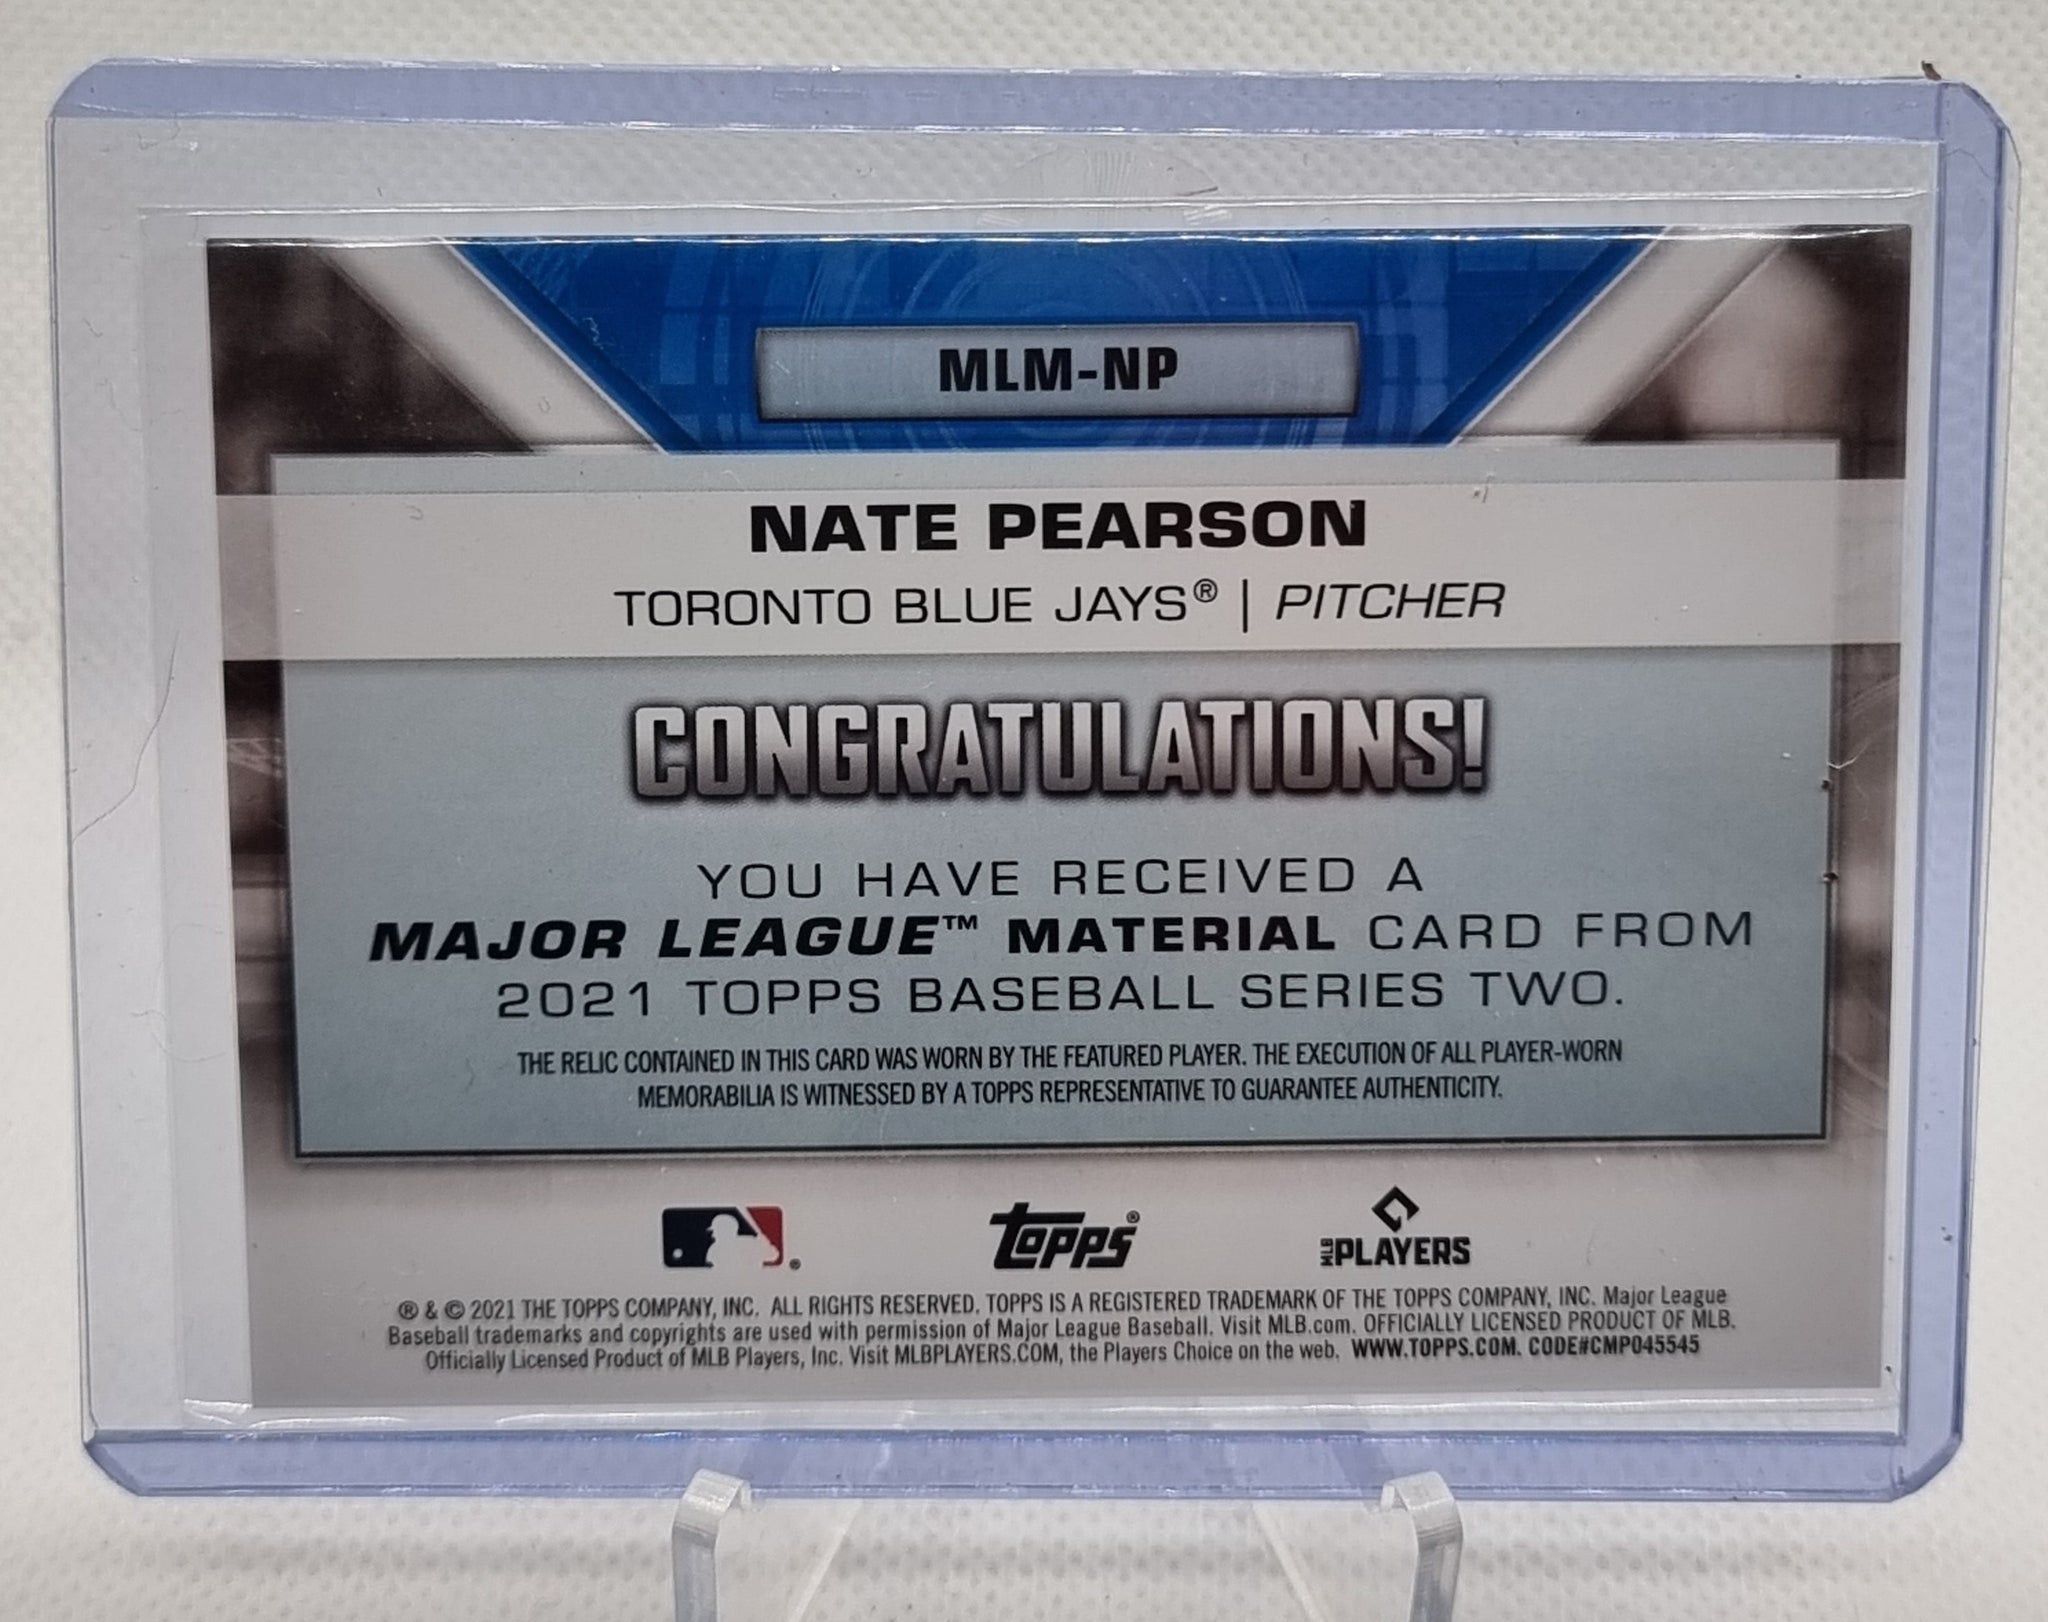 MLM-NP
NATE PEARSON
TORONTO BLUE JAYS® | PITCHER
CONGRATULATIONS!
YOU HAVE RECEIVED A
MAJOR LEAGUE™ MATERIAL CARD FROM
2021 TOPPS BASEBALL SERIES TWO.
THE RELIC CONTAINED IN THIS CARD WAS WORN BY THE FEATURED PLAYER. THE EXECUTION OF ALL PLAYER-WORN
MEMORABILIA IS WITNESSED BY A TOPPS REPRESENTATIVE TO GUARANTEE AUTHENTICITY.
® Topps® MLB PLAYERS
® & © 2021 THE TOPPS COMPANY, INC. ALL RIGHTS RESERVED. TOPPS IS A REGISTERED TRADEMARK OF THE TOPPS COMPANY, INC. Major League
Baseball trademarks and copyrights are used with permission of Major League Baseball. Visit MLB.com. OFFICIALLY LICENSED PRODUCT OF MLB.
Officially Licensed Product of MLB Players, Inc. Visit MLBPLAYERS.COM, the Players Choice on the web. WWW.TOPPS.COM. CODE#CMP045545